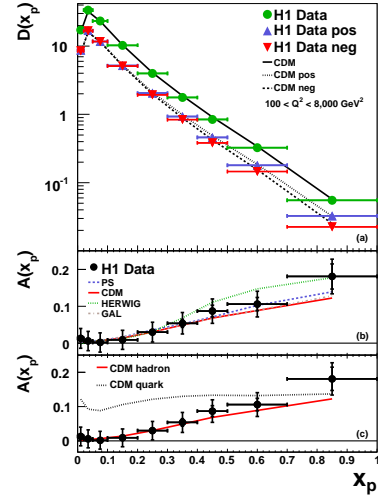 D(x_p)
10
1
10^-1
H1 Data
H1 Data pos
H1 Data neg
CDM
CDM pos
CDM neg
100 < Q² < 8,000 GeV²
(a)
A(x_p)
0.2
0.1
0
H1 Data
PS
CDM
HERWIG
GAL
(b)
A(x_p)
0.2
0.1
0
CDM hadron
CDM quark
(c)
0 0.1 0.2 0.3 0.4 0.5 0.6 0.7 0.8 0.9 1
x_p